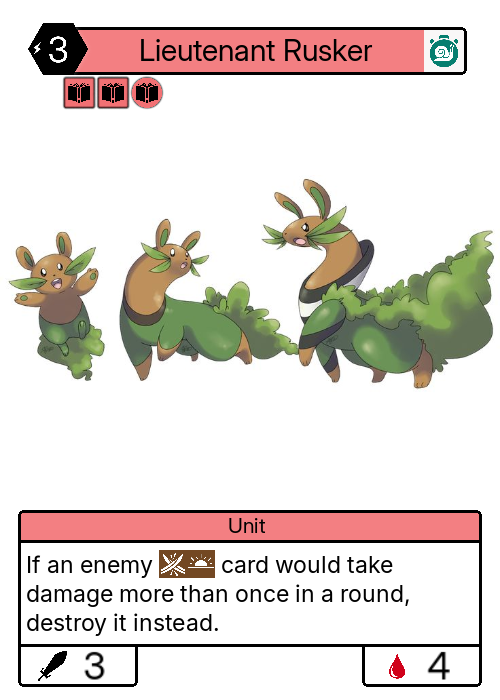 3
Lieutenant Rusker
Unit
If an enemy card would take
damage more than once in a round,
destroy it instead.
3
4